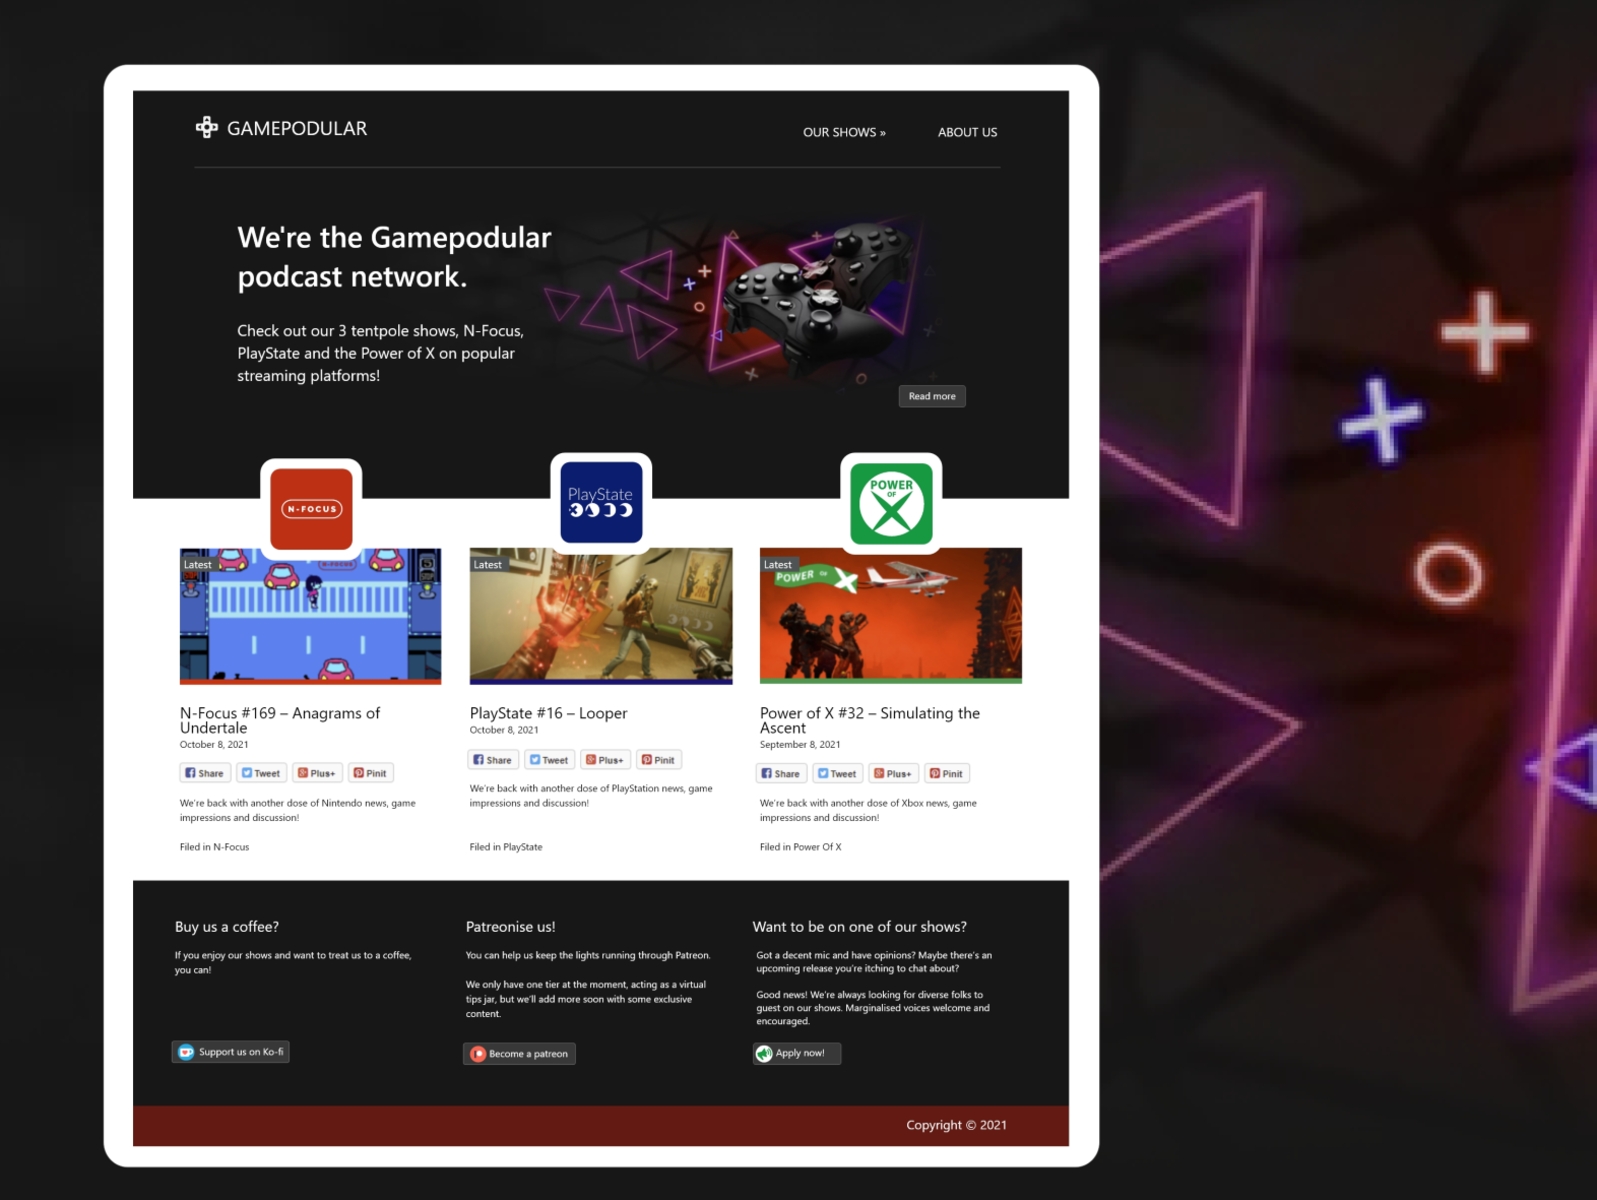 GAMEPODULAR
OUR SHOWS »
ABOUT US
We're the Gamepodular
podcast network.
Check out our 3 tentpole shows, N-Focus,
PlayState and the Power of X on popular
streaming platforms!
Read more
N-FOCUS
PlayState
POWER
OF
X
Latest
N-FOCUS
Latest
Latest
POWER OF X
N-Focus #169 – Anagrams of
Undertale
October 8, 2021
Share
Tweet
Plus+
Pinit
We're back with another dose of Nintendo news, game
impressions and discussion!
Filed in N-Focus
PlayState #16 – Looper
October 8, 2021
Share
Tweet
Plus+
Pinit
We're back with another dose of PlayStation news, game
impressions and discussion!
Filed in PlayState
Power of X #32 – Simulating the
Ascent
September 8, 2021
Share
Tweet
Plus+
Pinit
We're back with another dose of Xbox news, game
impressions and discussion!
Filed in Power Of X
Buy us a coffee?
If you enjoy our shows and want to treat us to a coffee,
you can!
Support us on Ko-fi
Patreonise us!
You can help us keep the lights running through Patreon.
We only have one tier at the moment, acting as a virtual
tips jar, but we'll add more soon with some exclusive
content.
Become a patreon
Want to be on one of our shows?
Got a decent mic and have opinions? Maybe there's an
upcoming release you're itching to chat about?
Good news! We're always looking for diverse folks to
guest on our shows. Marginalised voices welcome and
encouraged.
Apply now!
Copyright © 2021